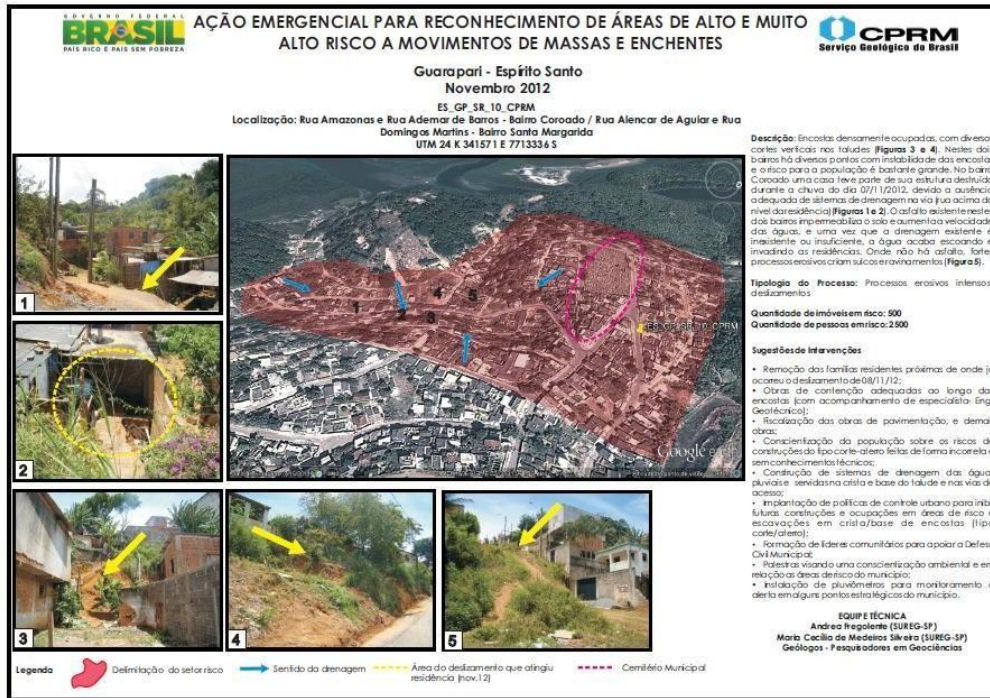 GOVERNO FEDERAL
BRASIL
PAÍS RICO É PAÍS SEM POBREZA
AÇÃO EMERGENCIAL PARA RECONHECIMENTO DE ÁREAS DE ALTO E MUITO
ALTO RISCO A MOVIMENTOS DE MASSAS E ENCHENTES
CPRM
Serviço Geológico do Brasil
Guarapari - Espírito Santo
Novembro 2012
ES_GP_SR_10_CPRM
Localização: Rua Amazonas e Rua Ademar de Barros - Bairro Coroado / Rua Alencar de Aguiar e Rua
Domingos Martins - Bairro Santa Margarida
UTM 24 K 341571 E 7713336 S
Descrição: Encostas densamente ocupadas, com diverso
cortes verticais nos taludes (Figuras 3 e 4). Nestes doi
bairros há diversos pontos com instabilidade das encosta
e o risco para a população é bastante grande. No bairro
Coroado uma casa teve parte de sua estrutura destruída
durante a chuva do dia 07/11/2012, devido a ausência
adequada de sistemas de drenagem na via (rua acima do
nível da residência) (Figuras 1 e 2). O asfalto existente neste
dois bairros impermeabiliza o solo e aumenta a velocidade
das águas, e uma vez que a drenagem existente é
inexistente ou insuficiente, a água acaba escoando e
invadindo as residências. Onde não há asfalto, forte
processos erosivos criam sulcos e ravinamentos (Figura 5).
Tipologia do Processo: Processos erosivos intensos
deslizamentos
Quantidade de imóveis em risco: 500
Quantidade de pessoas em risco: 2500
Sugestões de Intervenções
• Remoção das famílias residentes próximas de onde já
ocorreu o deslizamento de 08/11/12;
• Obras de contenção adequadas ao longo da
encostas (com acompanhamento de especialista- Eng
Geotécnico);
• Fiscalização das obras de pavimentação, e demai
obras;
• Conscientização da população sobre os riscos de
construções do tipo corte-aterro feitas de forma incorreta e
sem conhecimentos técnicos;
• Construção de sistemas de drenagem das água
pluviais e servidas na crista e base do talude e nas vias de
acesso;
• Implantação de políticas de controle urbano para inibi
futuras construções e ocupações em áreas de risco e
escavações em crista/base de encostas (tipo
corte/aterro);
• Formação de líderes comunitários para apoiar a Defesa
Civil Municipal;
• Palestras visando uma conscientização ambiental e em
relação as áreas de risco do município;
• Instalação de pluviômetros para monitoramento e
alerta em alguns pontos estratégicos do município.
EQUIPE TÉCNICA
Andrea Fregolente (SUREG-SP)
Maria Cecília de Medeiros Silveira (SUREG-SP)
Geólogos - Pesquisadores em Geociências
1
2
3
4
5
1
2
3
4
5
ES_GP_SR_10_CPRM
Google
Legenda
Delimitação do setor risco
Sentido da drenagem
Área do deslizamento que atingiu
residência (nov.12)
Cemitério Municipal